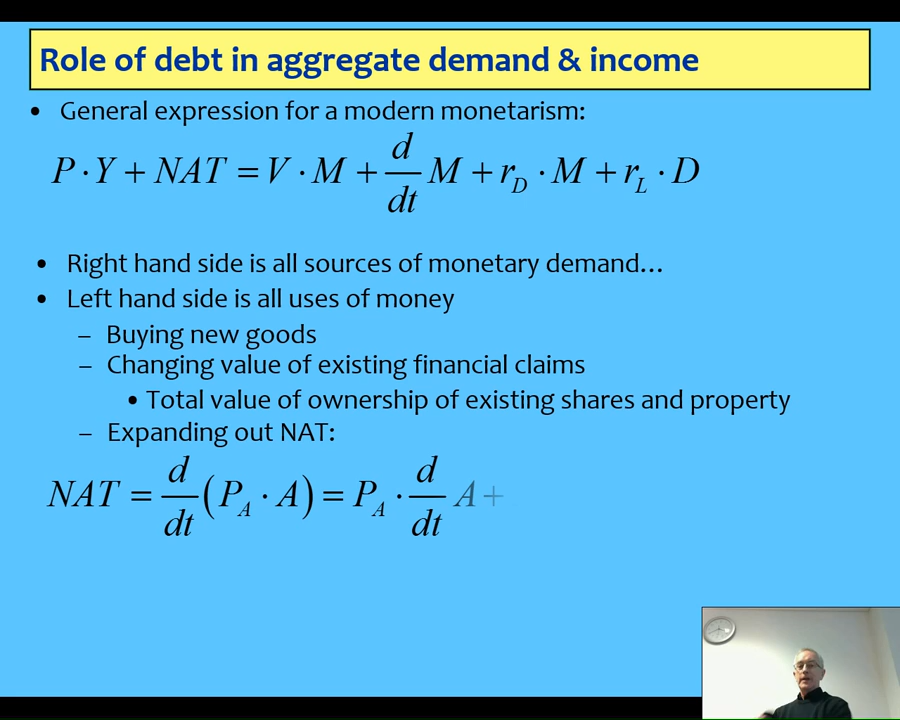 Role of debt in aggregate demand & income
• General expression for a modern monetarism:
P · Y + NAT = V · M + d/dt M + r_D · M + r_L · D
• Right hand side is all sources of monetary demand…
• Left hand side is all uses of money
– Buying new goods
– Changing value of existing financial claims
• Total value of ownership of existing shares and property
– Expanding out NAT:
NAT = d/dt (P_A · A) = P_A · d/dt A +